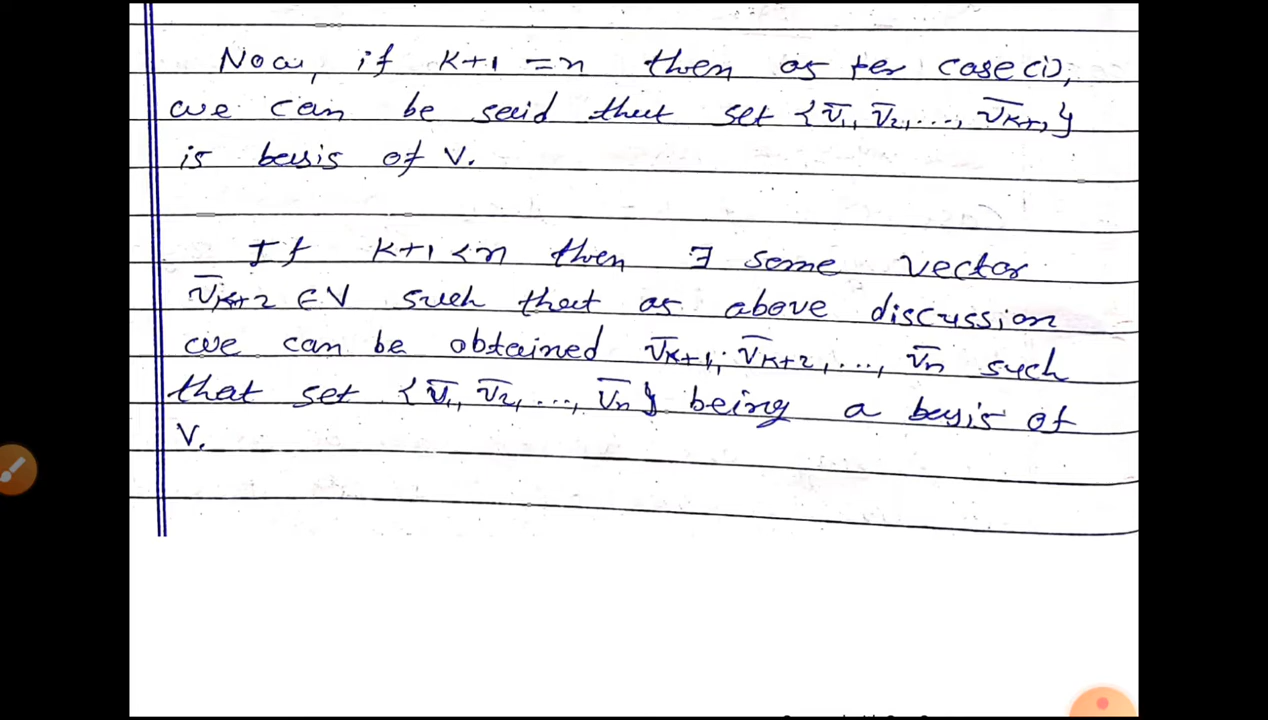 Now, if k+1 = n then as per case (i),
we can be said that set {v̄₁, v̄₂, ..., v̄ₖ₊₁}
is basis of V.
If k+1 < n then ∃ some vector
v̄ₖ₊₂ ∈ V such that as above discussion
we can be obtained v̄ₖ₊₁, v̄ₖ₊₂, ..., v̄ₙ such
that set {v̄₁, v̄₂, ..., v̄ₙ} being a basis of
V.